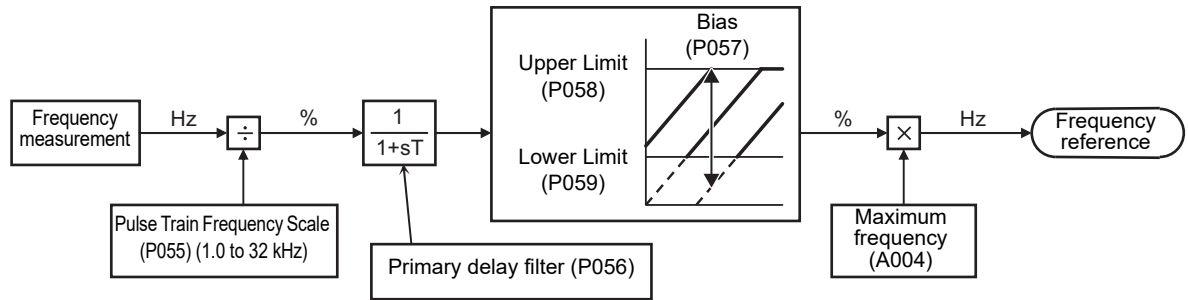 Frequency
measurement
Hz
÷
%
1
1+sT
Bias
(P057)
Upper Limit
(P058)
Lower Limit
(P059)
%
×
Hz
Frequency
reference
Pulse Train Frequency Scale
(P055) (1.0 to 32 kHz)
Primary delay filter (P056)
Maximum
frequency
(A004)